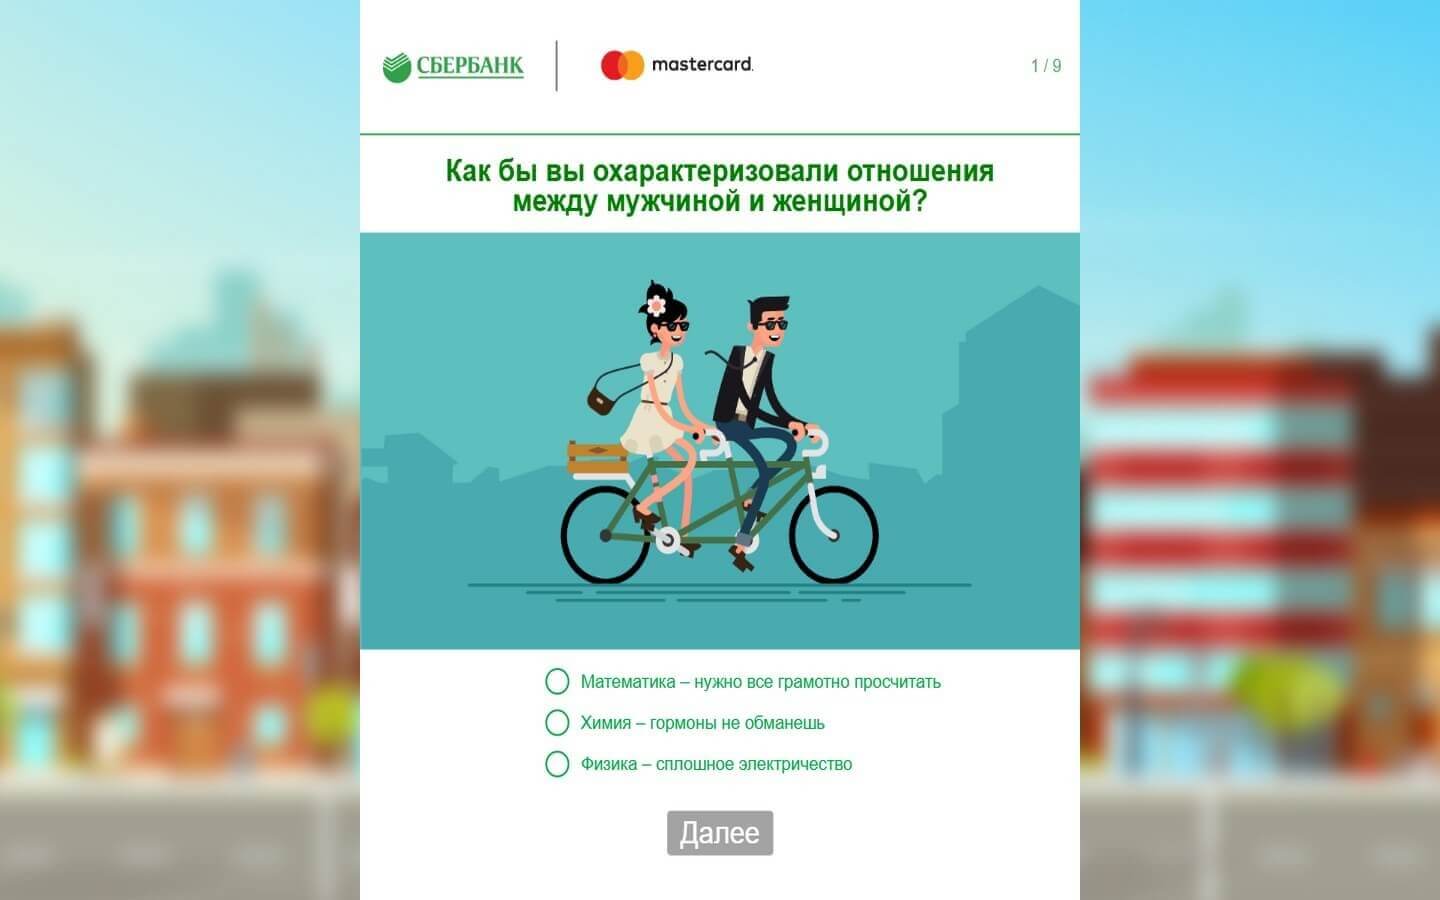 СБЕРБАНК
mastercard.
1 / 9
Как бы вы охарактеризовали отношения
между мужчиной и женщиной?
Математика – нужно все грамотно просчитать
Химия – гормоны не обманешь
Физика – сплошное электричество
Далее